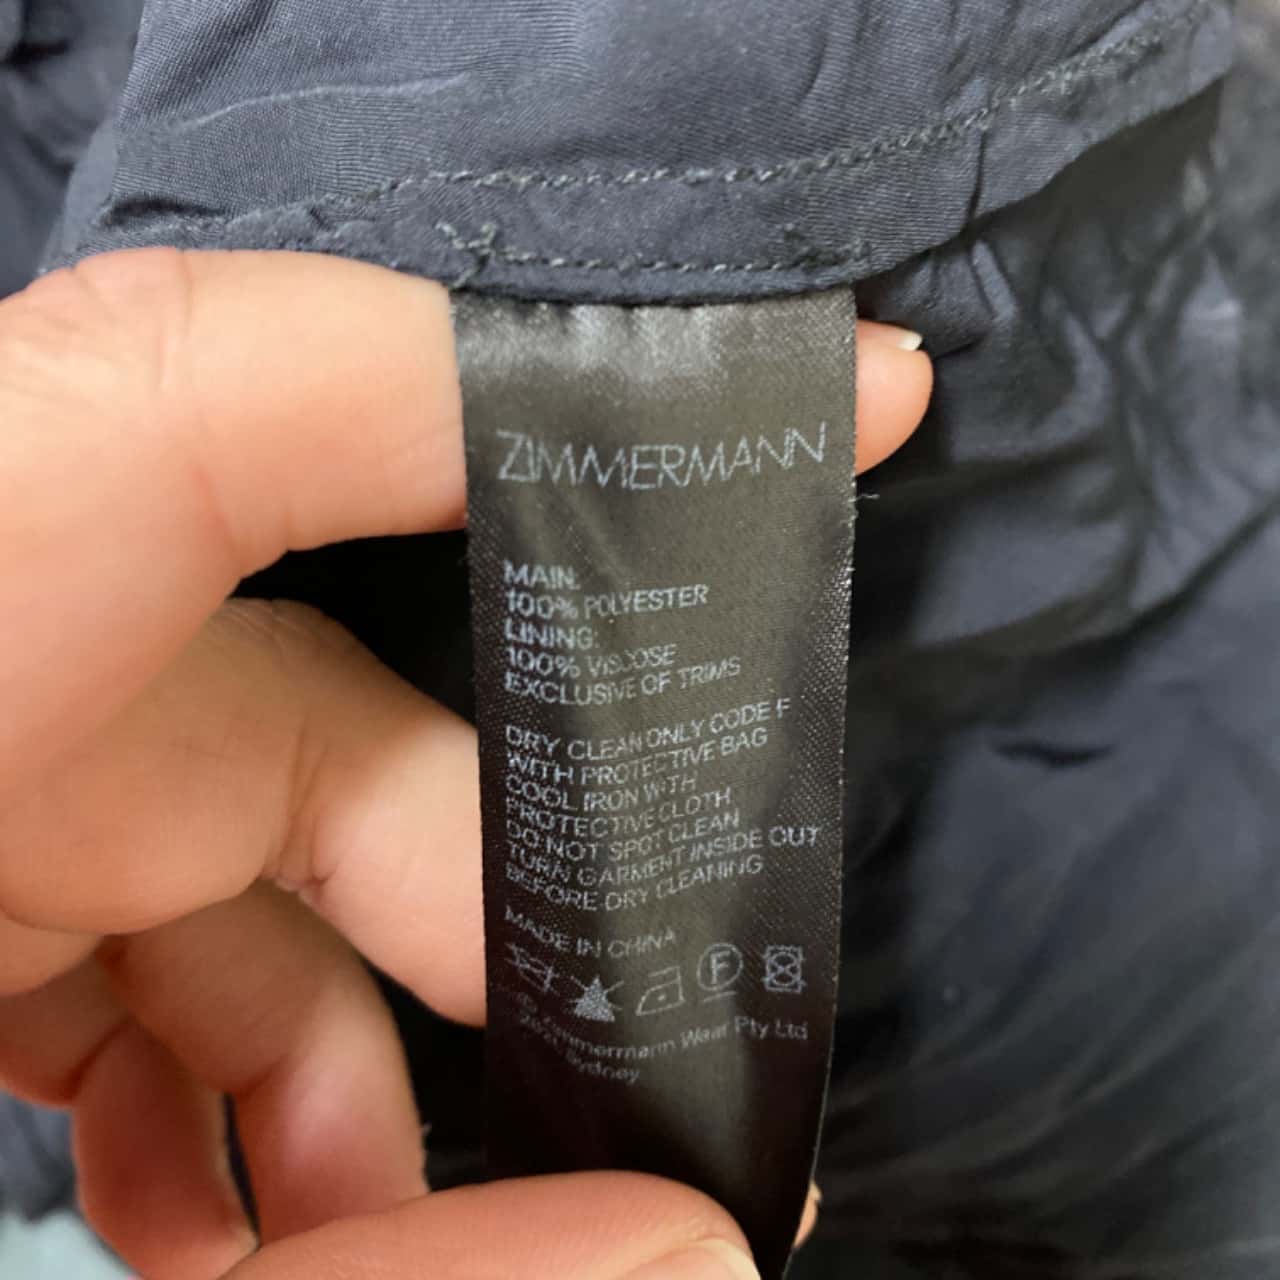 ZIMMERMANN
MAIN:
100% POLYESTER
LINING:
100% VISCOSE
EXCLUSIVE OF TRIMS
DRY CLEAN ONLY CODE F
WITH PROTECTIVE BAG
COOL IRON WITH
PROTECTIVE CLOTH
DO NOT SPOT CLEAN
TURN GARMENT INSIDE OUT
BEFORE DRY CLEANING
MADE IN CHINA
F
© Zimmermann Wear Pty Ltd
Sydney